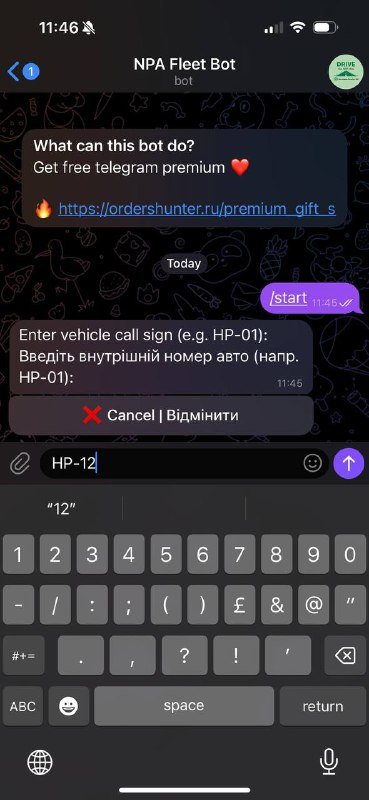 11:46
1
NPA Fleet Bot
bot
DRIVE
What can this bot do?
Get free telegram premium ❤️
🔥 https://ordershunter.ru/premium_gift_s
Today
/start 11:45
Enter vehicle call sign (e.g. HP-01):
Введіть внутрішній номер авто (напр.
HP-01):
11:45
❌ Cancel | Відмінити
HP-12
“12”
1 2 3 4 5 6 7 8 9 0
- / : ; ( ) £ & @ ”
#+= . , ? ! ’
ABC space return